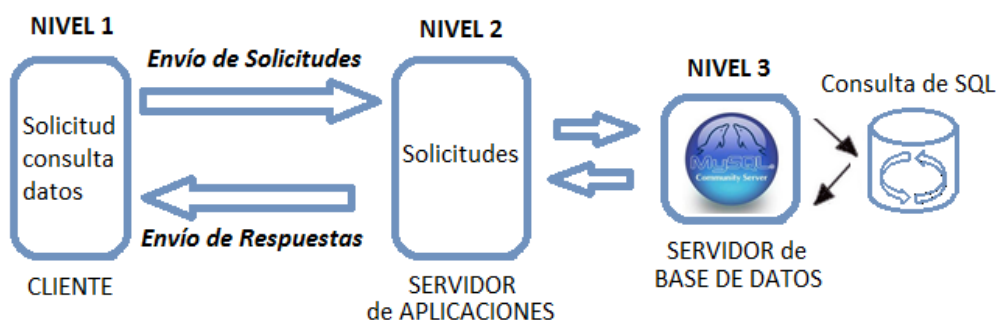 NIVEL 1
Solicitud
consulta
datos
CLIENTE
Envío de Solicitudes
Envío de Respuestas
NIVEL 2
Solicitudes
SERVIDOR
de APLICACIONES
NIVEL 3
MySQL
Community Server
SERVIDOR de
BASE DE DATOS
Consulta de SQL